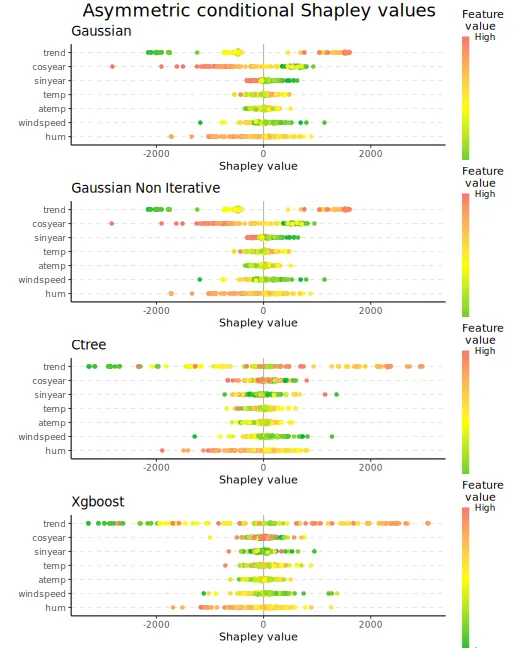 Asymmetric conditional Shapley values
Gaussian
trend
cosyear
sinyear
temp
atemp
windspeed
hum
-2000
0
2000
Shapley value
Feature
value
High
Gaussian Non Iterative
trend
cosyear
sinyear
temp
atemp
windspeed
hum
-2000
0
2000
Shapley value
Feature
value
High
Ctree
trend
cosyear
sinyear
temp
atemp
windspeed
hum
-2000
0
2000
Shapley value
Feature
value
High
Xgboost
trend
cosyear
sinyear
temp
atemp
windspeed
hum
-2000
0
2000
Shapley value
Feature
value
High